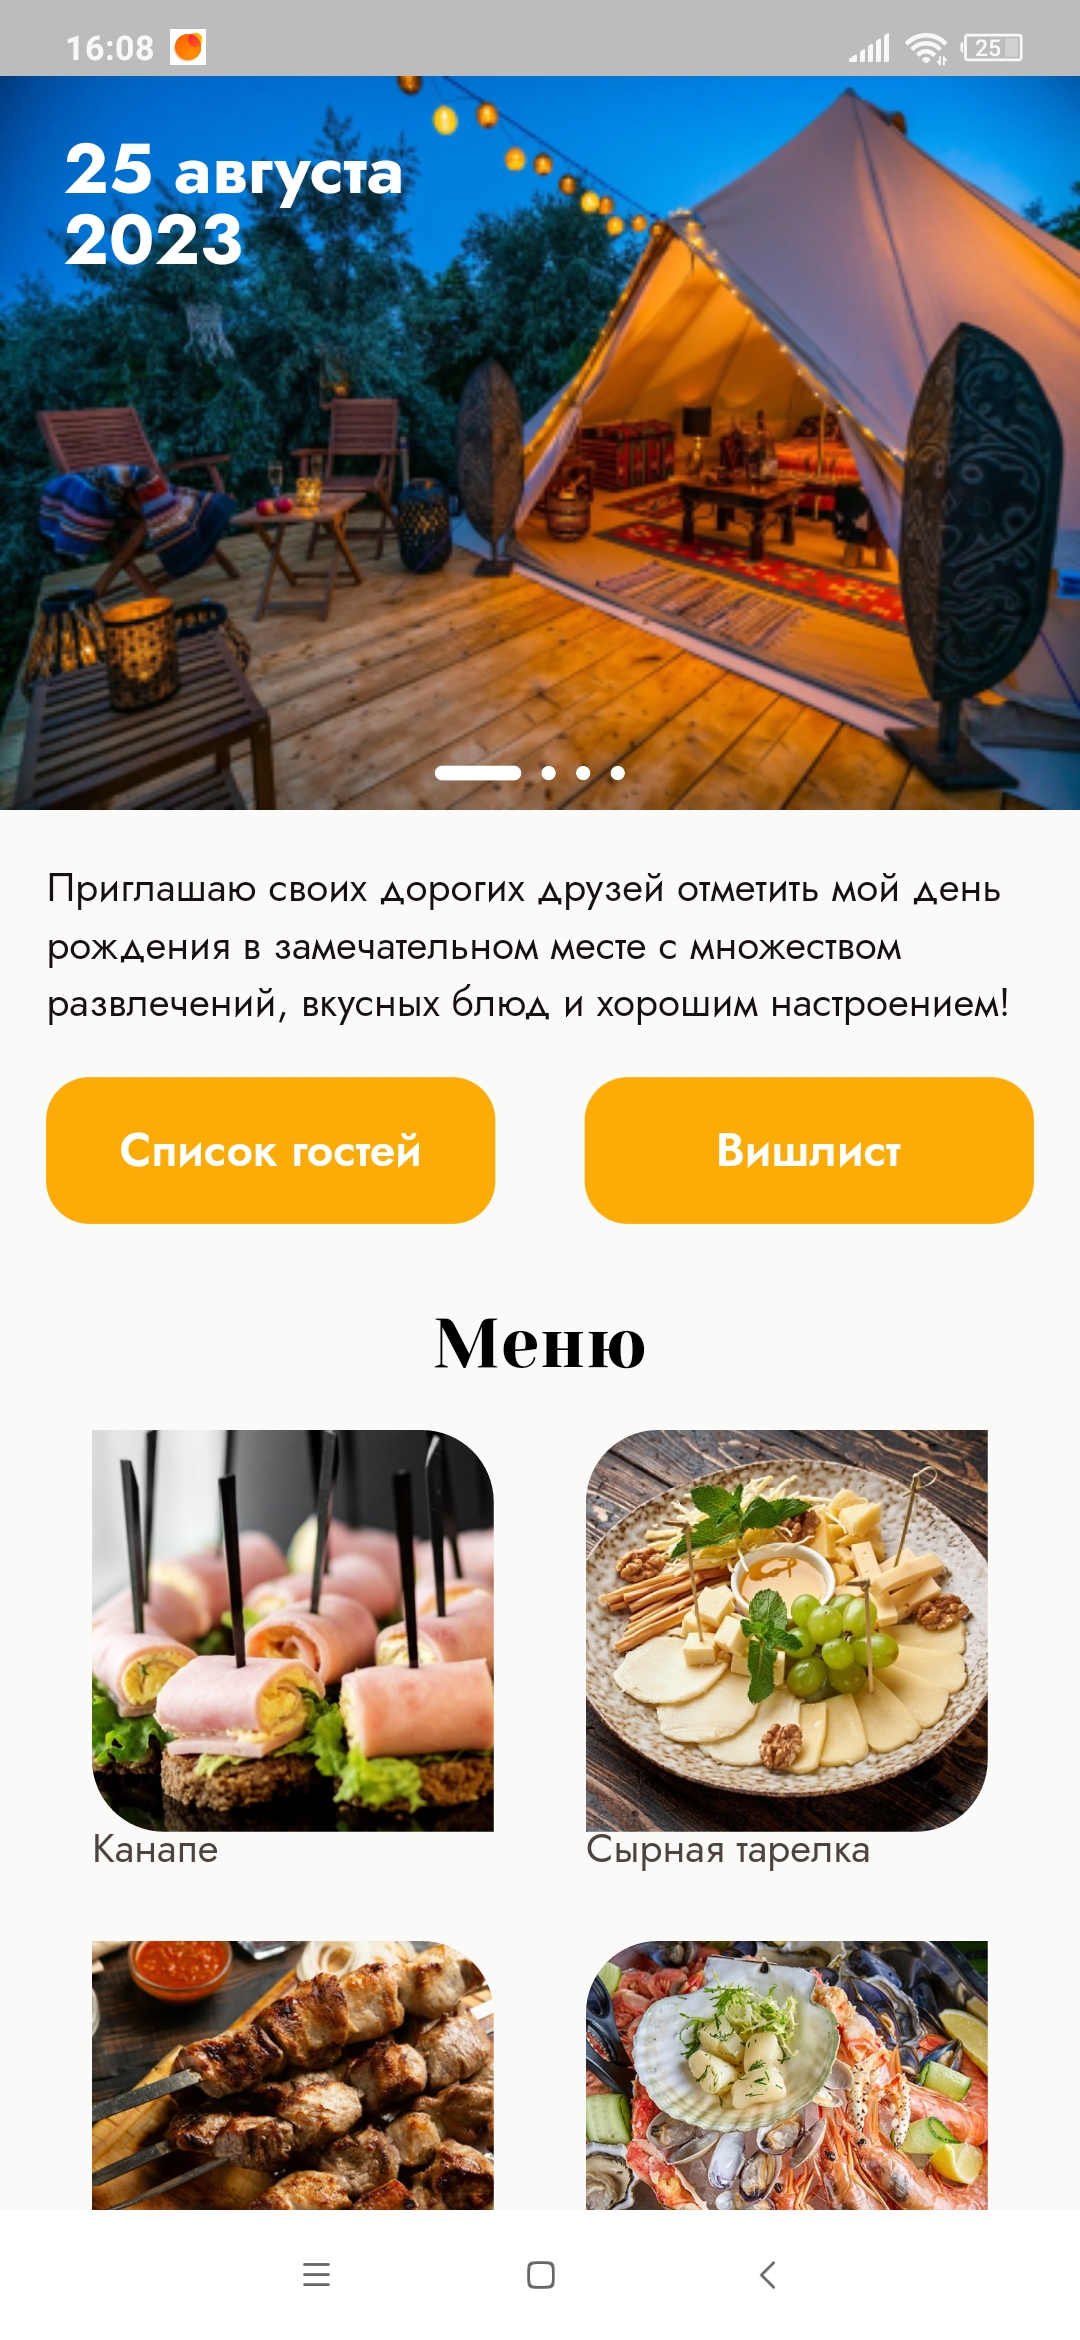 16:08
25
25 августа
2023
Приглашаю своих дорогих друзей отметить мой день
рождения в замечательном месте с множеством
развлечений, вкусных блюд и хорошим настроением!
Список гостей
Вишлист
Меню
Канапе
Сырная тарелка